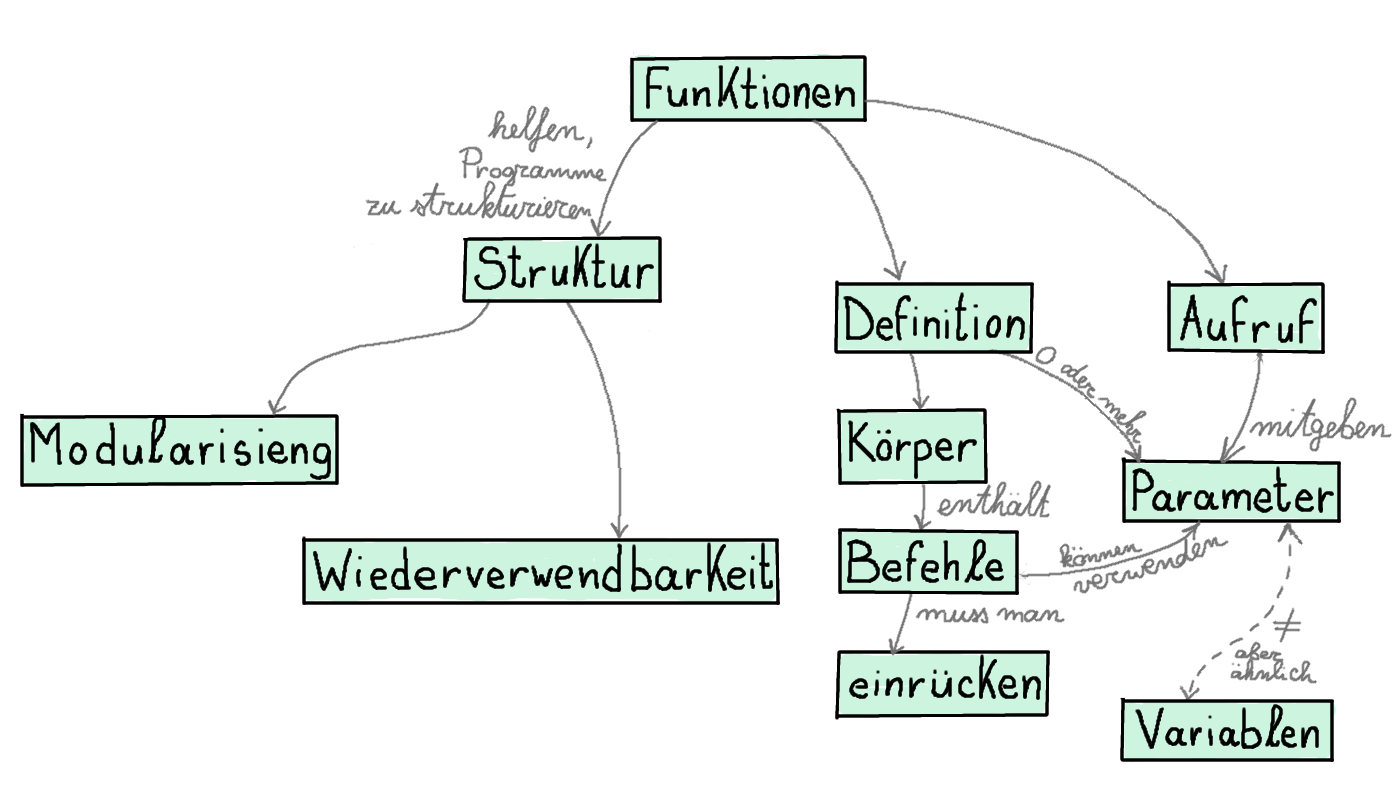 Funktionen
helfen,
Programme
zu strukturieren
Struktur
Definition
Aufruf
0 oder mehr
mitgeben
Modularisieng
Körper
Parameter
enthält
Befehle
können
verwenden
Wiederverwendbarkeit
muss man
≠
aber
ähnlich
einrücken
Variablen